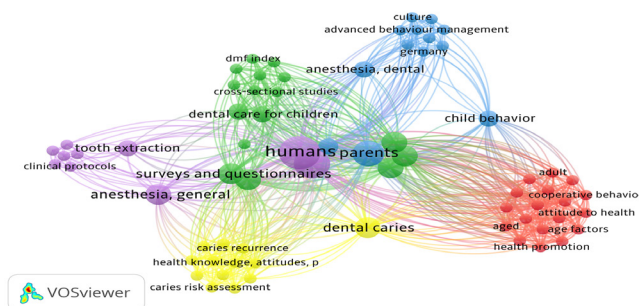 culture
advanced behaviour management
germany
dmf index
anesthesia, dental
cross-sectional studies
dental care for children
child behavior
humans
parents
tooth extraction
clinical protocols
surveys and questionnaires
adult
anesthesia, general
cooperative behavio
attitude to health
aged
age factors
dental caries
health promotion
caries recurrence
health knowledge, attitudes, p
caries risk assessment
VOSviewer